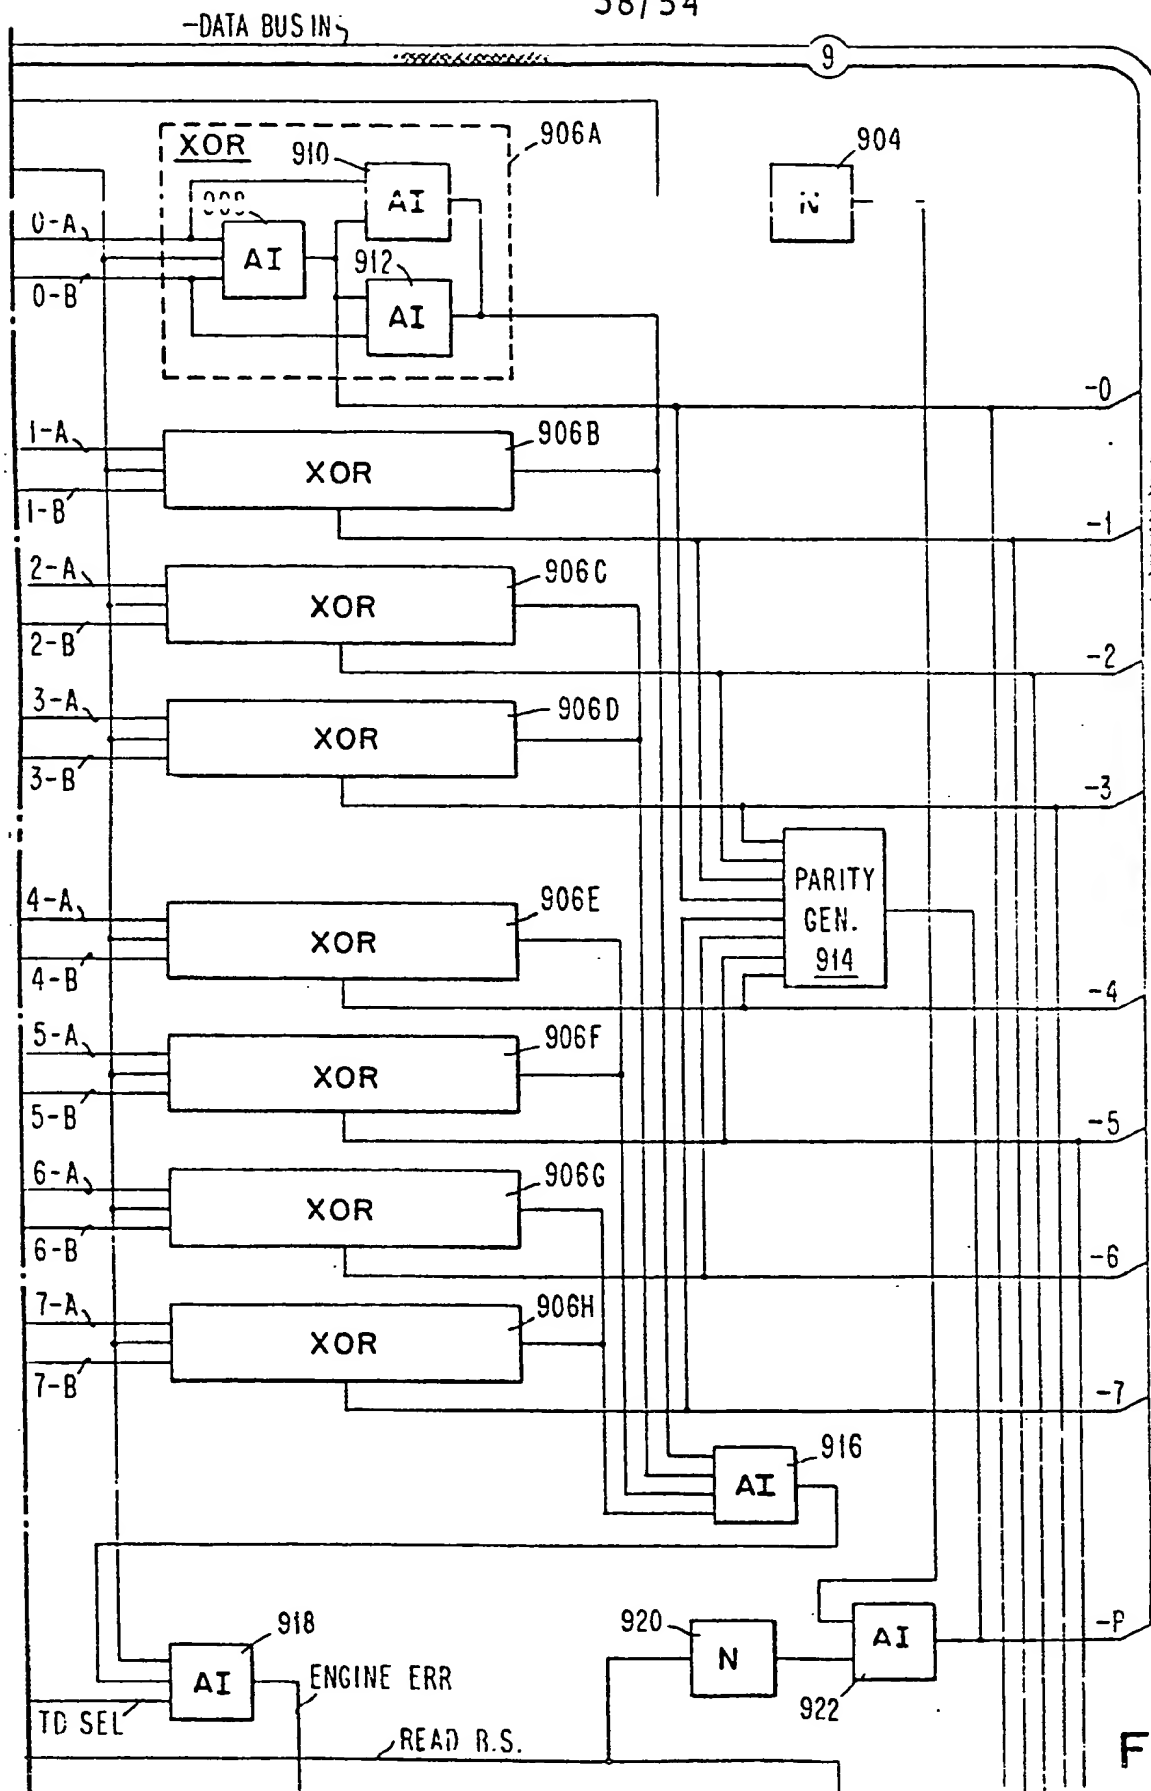 38/54
-DATA BUS IN
9
XOR
906A
910
AI
904
N
0-A
AI
912
0-B
AI
-0
1-A
906B
XOR
1-B
-1
2-A
906C
XOR
2-B
-2
3-A
906D
XOR
3-B
-3
PARITY
GEN.
914
4-A
906E
XOR
4-B
-4
5-A
906F
XOR
5-B
-5
6-A
906G
XOR
6-B
-6
7-A
906H
XOR
7-B
-7
916
AI
918
AI
ENGINE ERR
TD SEL
920
N
AI
922
-P
READ R.S.
F